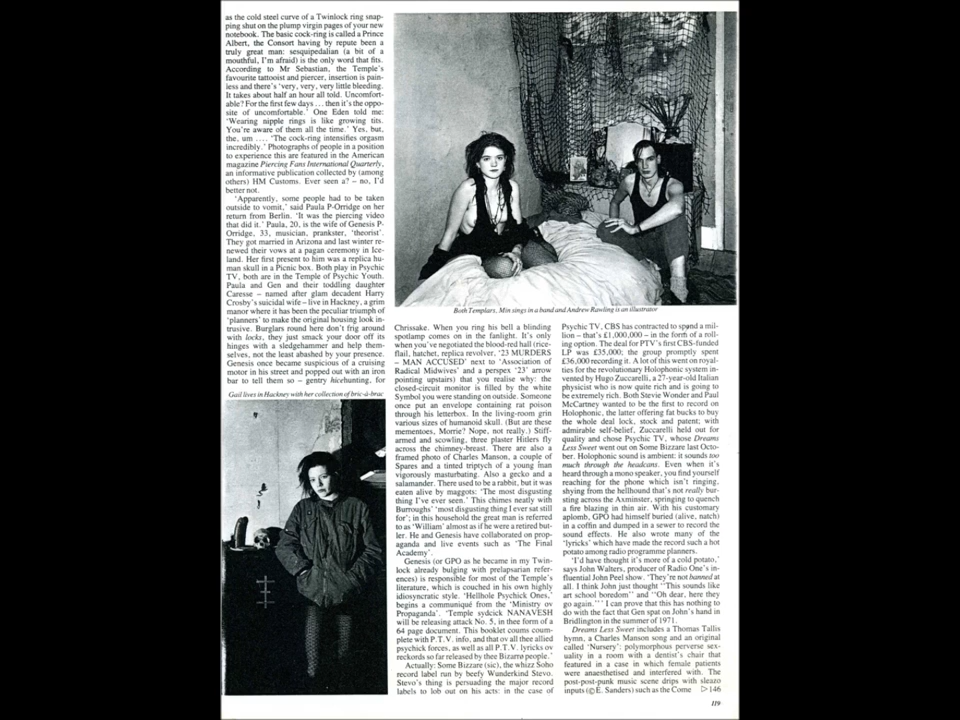 as the cold steel curve of a Twinlock ring snap-
ping shut on the plump virgin pages of your new
notebook. The basic cock-ring is called a Prince
Albert, the Consort having by repute been a
truly great man: sesquipedalian (a bit of a
mouthful, I'm afraid) is the only word that fits.
According to Mr Sebastian, the Temple's
favourite tattooist and piercer, insertion is pain-
less and there's 'very, very, very little bleeding.
It takes about half an hour all told. Uncomfort-
able? For the first few days . . . then it's the oppo-
site of uncomfortable.' One Eden told me:
'Wearing nipple rings is like growing tits.
You're aware of them all the time.' Yes, but,
the, um . . . . 'The cock-ring intensifies orgasm
incredibly.' Photographs of people in a position
to experience this are featured in the American
magazine Piercing Fans International Quarterly,
an informative publication collected by (among
others) HM Customs. Ever seen a? – no, I'd
better not.
'Apparently, some people had to be taken
outside to vomit,' said Paula P-Orridge on her
return from Berlin. 'It was the piercing video
that did it.' Paula, 20, is the wife of Genesis P-
Orridge, 33, musician, prankster, 'theorist'.
They got married in Arizona and last winter re-
newed their vows at a pagan ceremony in Ice-
land. Her first present to him was a replica hu-
man skull in a Picnic box. Both play in Psychic
TV, both are in the Temple of Psychic Youth.
Paula and Gen and their toddling daughter
Caresse – named after glam decadent Harry
Crosby's suicidal wife – live in Hackney, a grim
manor where it has been the peculiar triumph of
'planners' to make the original housing look in-
trusive. Burglars round here don't frig around
with locks, they just smack your door off its
hinges with a sledgehammer and help them-
selves, not the least abashed by your presence.
Genesis once became suspicious of a cruising
motor in his street and popped out with an iron
bar to tell them so – gentry hicehunting, for
Gail lives in Hackney with her collection of bric-à-brac
Both Templars, Min sings in a band and Andrew Rawling is an illustrator
Chrissake. When you ring his bell a blinding
spotlamp comes on in the fanlight. It's only
when you've negotiated the blood-red hall (rice-
flail, hatchet, replica revolver, '23 MURDERS
– MAN ACCUSED' next to 'Association of
Radical Midwives' and a perspex '23' arrow
pointing upstairs) that you realise why: the
closed-circuit monitor is filled by the white
Symbol you were standing on outside. Someone
once put an envelope containing rat poison
through his letterbox. In the living-room grin
various sizes of humanoid skull. (But are these
mementoes, Morrie? Nope, not really.) Stiff-
armed and scowling, three plaster Hitlers fly
across the chimney-breast. There are also a
framed photo of Charles Manson, a couple of
Spares and a tinted triptych of a young man
vigorously masturbating. Also a gecko and a
salamander. There used to be a rabbit, but it was
eaten alive by maggots: 'The most disgusting
thing I've ever seen.' This chimes neatly with
Burroughs' 'most disgusting thing I ever sat still
for'; in this household the great man is referred
to as 'William' almost as if he were a retired but-
ler. He and Genesis have collaborated on prop-
aganda and live events such as 'The Final
Academy'.
Genesis (or GPO as he became in my Twin-
lock already bulging with prelapsarian refer-
ences) is responsible for most of the Temple's
literature, which is couched in his own highly
idiosyncratic style. 'Hellhole Psychick Ones,'
begins a communiqué from the 'Ministry ov
Propaganda'. 'Temple sydcick NANAVESH
will be releasing attack No. 5, in thee form of a
64 page document. This booklet coums coum-
plete with P.T.V. info, and that ov all thee allied
psychick forces, as well as all P.T.V. lyricks ov
reckords so far released by thee Bizarre people.'
Actually: Some Bizzare (sic), the whizz Soho
record label run by beefy Wunderkind Stevo.
Stevo's thing is persuading the major record
labels to lob out on his acts: in the case of
Psychic TV, CBS has contracted to spend a mil-
lion – that's £1,000,000 – in the form of a roll-
ing option. The deal for PTV's first CBS-funded
LP was £35,000; the group promptly spent
£36,000 recording it. A lot of this went on royal-
ties for the revolutionary Holophonic system in-
vented by Hugo Zuccarelli, a 27-year-old Italian
physicist who is now quite rich and is going to
be extremely rich. Both Stevie Wonder and Paul
McCartney wanted to be the first to record on
Holophonic, the latter offering fat bucks to buy
the whole deal lock, stock and patent; with
admirable self-belief, Zuccarelli held out for
quality and chose Psychic TV, whose Dreams
Less Sweet went out on Some Bizzare last Octo-
ber. Holophonic sound is ambient: it sounds too
much through the headcans. Even when it's
heard through a mono speaker, you find yourself
reaching for the phone which isn't ringing,
shying from the hellhound that's not really bur-
sting across the Axminster, springing to quench
a fire blazing in thin air. With his customary
aplomb, GPO had himself buried (alive, natch)
in a coffin and dumped in a sewer to record the
sound effects. He also wrote many of the
'lyricks' which have made the record such a hot
potato among radio programme planners.
'I'd have thought it's more of a cold potato,'
says John Walters, producer of Radio One's in-
fluential John Peel show. 'They're not banned at
all. I think John just thought "This sounds like
art school boredom" and "Oh dear, here they
go again."' I can prove that this has nothing to
do with the fact that Gen spat on John's hand in
Bridlington in the summer of 1971.
Dreams Less Sweet includes a Thomas Tallis
hymn, a Charles Manson song and an original
called 'Nursery': polymorphous perverse sex-
uality in a room with a dentist's chair that
featured in a case in which female patients
were anaesthetised and interfered with. The
post-post-punk music scene drips with sleazo
inputs (©E. Sanders) such as the Come ▷146
119